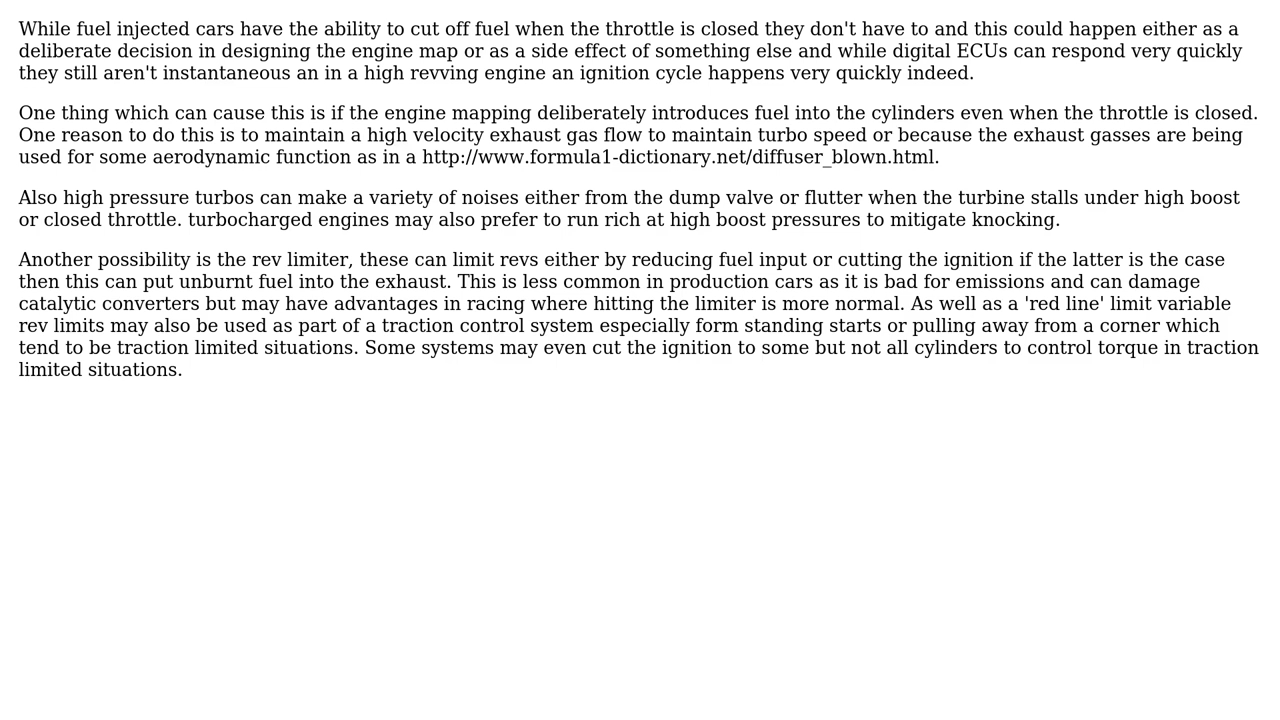 While fuel injected cars have the ability to cut off fuel when the throttle is closed they don't have to and this could happen either as a
deliberate decision in designing the engine map or as a side effect of something else and while digital ECUs can respond very quickly
they still aren't instantaneous an in a high revving engine an ignition cycle happens very quickly indeed.
One thing which can cause this is if the engine mapping deliberately introduces fuel into the cylinders even when the throttle is closed.
One reason to do this is to maintain a high velocity exhaust gas flow to maintain turbo speed or because the exhaust gasses are being
used for some aerodynamic function as in a http://www.formula1-dictionary.net/diffuser_blown.html.
Also high pressure turbos can make a variety of noises either from the dump valve or flutter when the turbine stalls under high boost
or closed throttle. turbocharged engines may also prefer to run rich at high boost pressures to mitigate knocking.
Another possibility is the rev limiter, these can limit revs either by reducing fuel input or cutting the ignition if the latter is the case
then this can put unburnt fuel into the exhaust. This is less common in production cars as it is bad for emissions and can damage
catalytic converters but may have advantages in racing where hitting the limiter is more normal. As well as a 'red line' limit variable
rev limits may also be used as part of a traction control system especially form standing starts or pulling away from a corner which
tend to be traction limited situations. Some systems may even cut the ignition to some but not all cylinders to control torque in traction
limited situations.